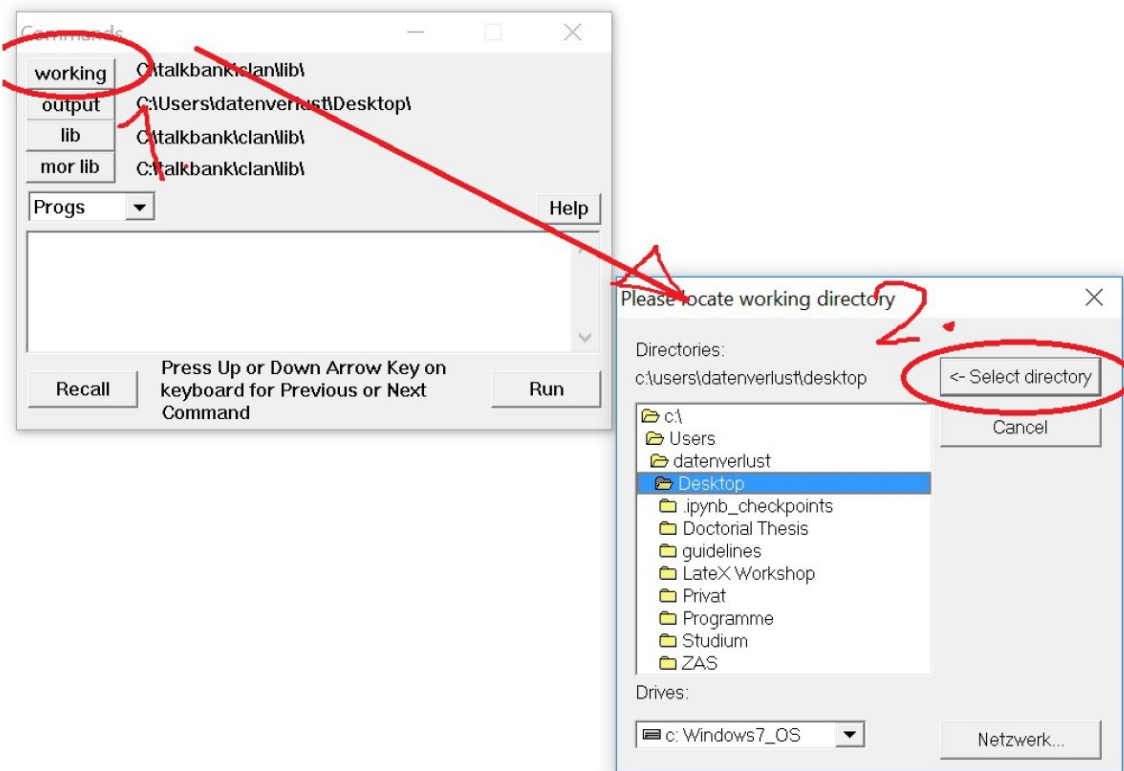 Commands
working C:\talkbank\clan\lib\
output C:\Users\datenverlust\Desktop\
lib C:\talkbank\clan\lib\
mor lib C:\talkbank\clan\lib\
1.
Progs
Help
Press Up or Down Arrow Key on
keyboard for Previous or Next
Command
Recall
Run
Please locate working directory
2.
Directories:
c:\users\datenverlust\desktop
<- Select directory
Cancel
c:\
Users
datenverlust
Desktop
.ipynb_checkpoints
Doctorial Thesis
guidelines
LateX Workshop
Privat
Programme
Studium
ZAS
Drives:
c: Windows7_OS
Netzwerk...